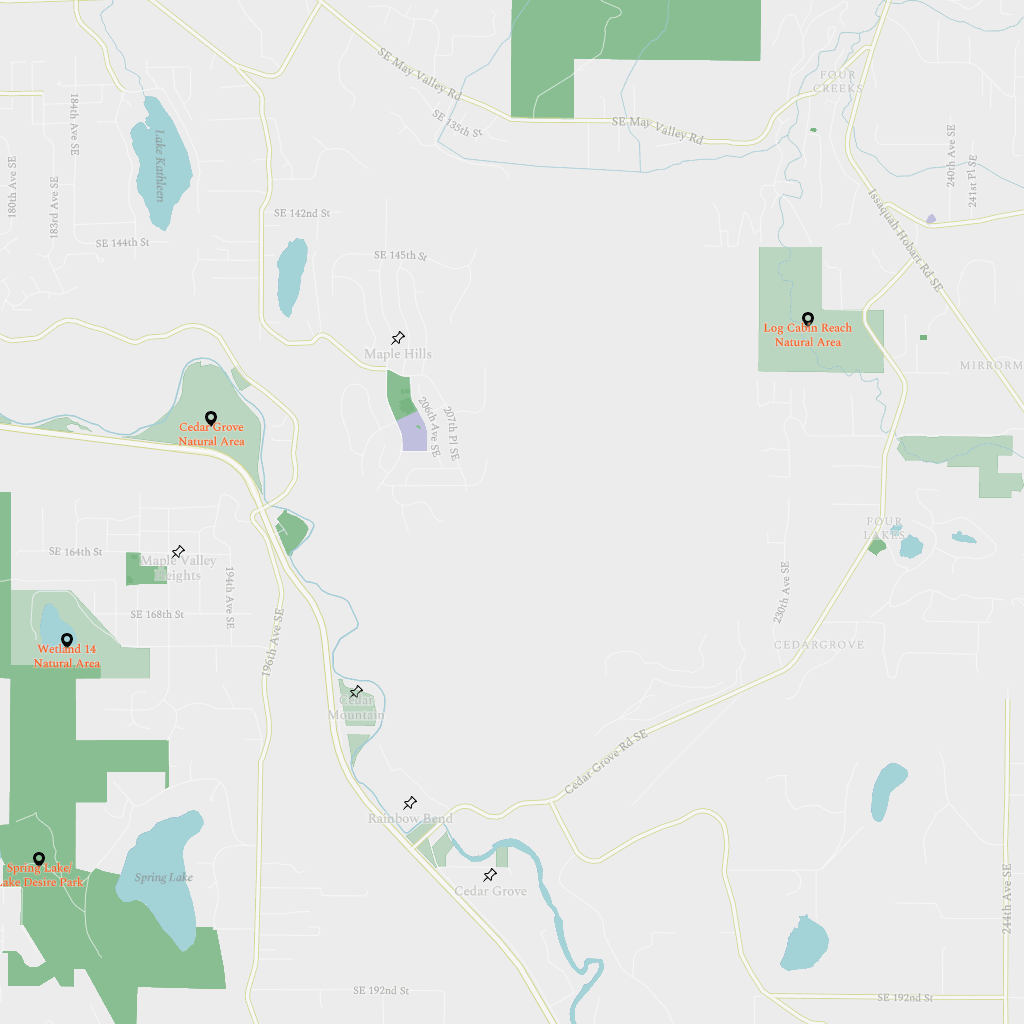 SE May Valley Rd
SE 135th St
SE May Valley Rd
FOUR
CREEKS
184th Ave SE
Lake Kathleen
180th Ave SE
183rd Ave SE
240th Ave SE
241st Pl SE
SE 142nd St
SE 144th St
SE 145th St
Issaquah Hobart Rd SE
Log Cabin Reach
Natural Area
Maple Hills
MIRRORM
206th Ave SE
207th Pl SE
Cedar Grove
Natural Area
FOUR
LAKES
SE 164th St
Maple Valley
Heights
194th Ave SE
230th Ave SE
SE 168th St
196th Ave SE
Wetland 14
Natural Area
CEDARGROVE
Cedar
Mountain
Cedar Grove Rd SE
Rainbow Bend
Spring Lake/
Lake Desire Park
Spring Lake
Cedar Grove
244th Ave SE
SE 192nd St
SE 192nd St